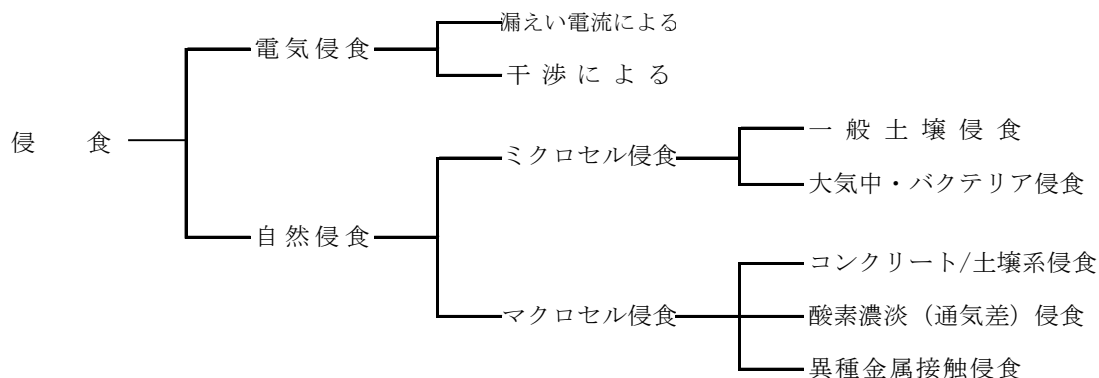 侵食
電気侵食
漏えい電流による
干渉による
自然侵食
ミクロセル侵食
一般土壌侵食
大気中・バクテリア侵食
マクロセル侵食
コンクリート/土壌系侵食
酸素濃淡（通気差）侵食
異種金属接触侵食